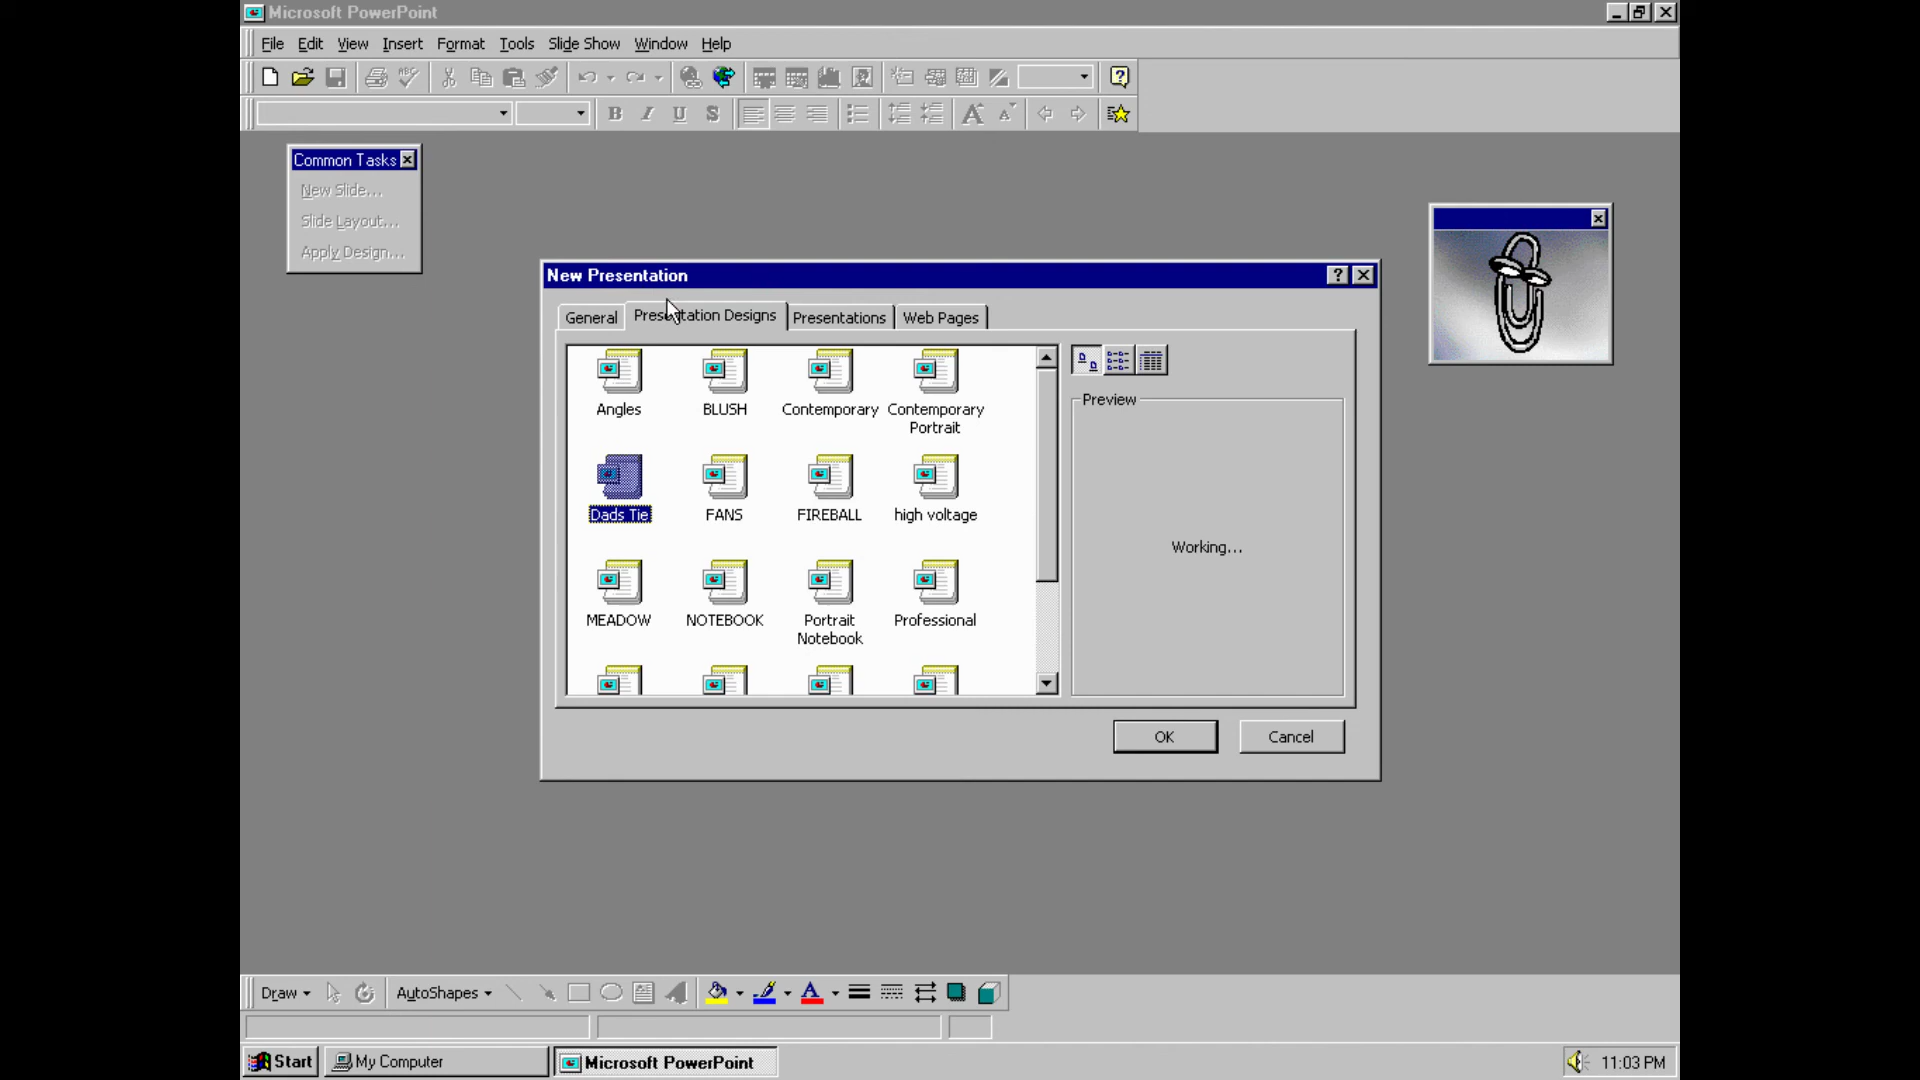 Microsoft PowerPoint
File Edit View Insert Format Tools Slide Show Window Help
ABC
B I U S A A
Common Tasks
New Slide...
Slide Layout...
Apply Design...
New Presentation
General Presentation Designs Presentations Web Pages
Angles BLUSH Contemporary Contemporary Portrait
Dads Tie FANS FIREBALL high voltage
MEADOW NOTEBOOK Portrait Notebook Professional
Preview
Working...
OK Cancel
Draw AutoShapes A
Start My Computer Microsoft PowerPoint 11:03 PM